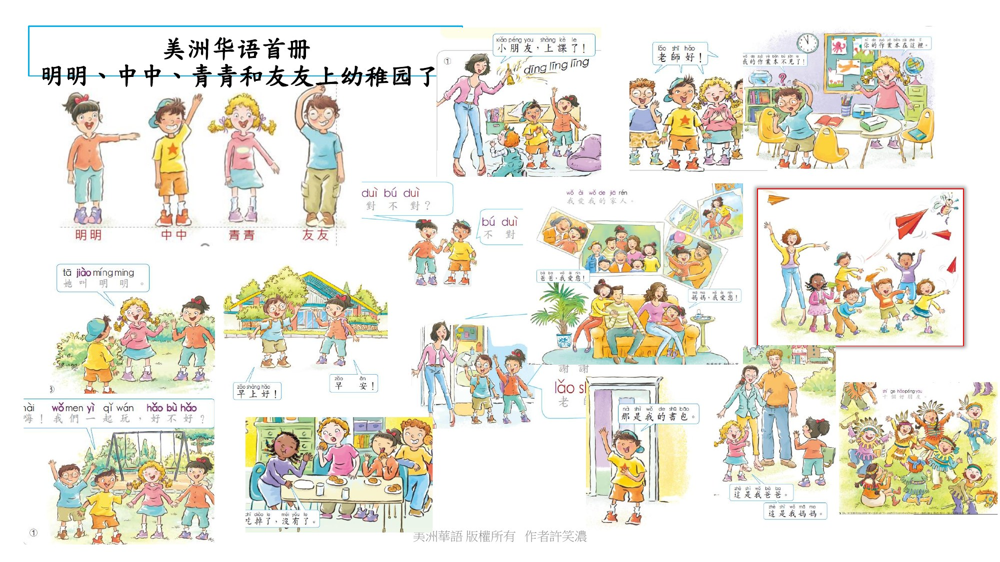 美洲华语首册
明明、中中、青青和友友上幼稚园了
明明
中中
青青
友友
①
xiǎo péng you shàng kè le
小朋友，上課了！
dīng līng līng
lǎo shī hǎo
老師好！
wǒ de zuò yè běn bú jiàn le
我的作業本不見了！
nǐ de zuò yè běn zài zhè lǐ
你的作業本在這裡。
duì bú duì
對不對？
bú duì
不對
wǒ ài wǒ de jiā rén
我愛我的家人。
bà ba wǒ ài nín
爸爸，我愛您！
mā ma wǒ ài nín
媽媽，我愛您！
tā jiào míng ming
她叫明明。
zǎo shàng hǎo
早上好！
zǎo ān
早安！
謝謝
lǎo
老
hǎi wǒ men yì qǐ wán hǎo bù hǎo
嗨！我們一起玩，好不好？
①
chī diào le méi yǒu le
吃掉了，沒有了。
nà shì wǒ de shū bāo
那是我的書包。
zhè shì wǒ bà ba
這是我爸爸。
zhè shì wǒ mā ma
這是我媽媽。
shí ge hǎo péng you
十個好朋友。
美洲華語 版權所有 作者許笑濃